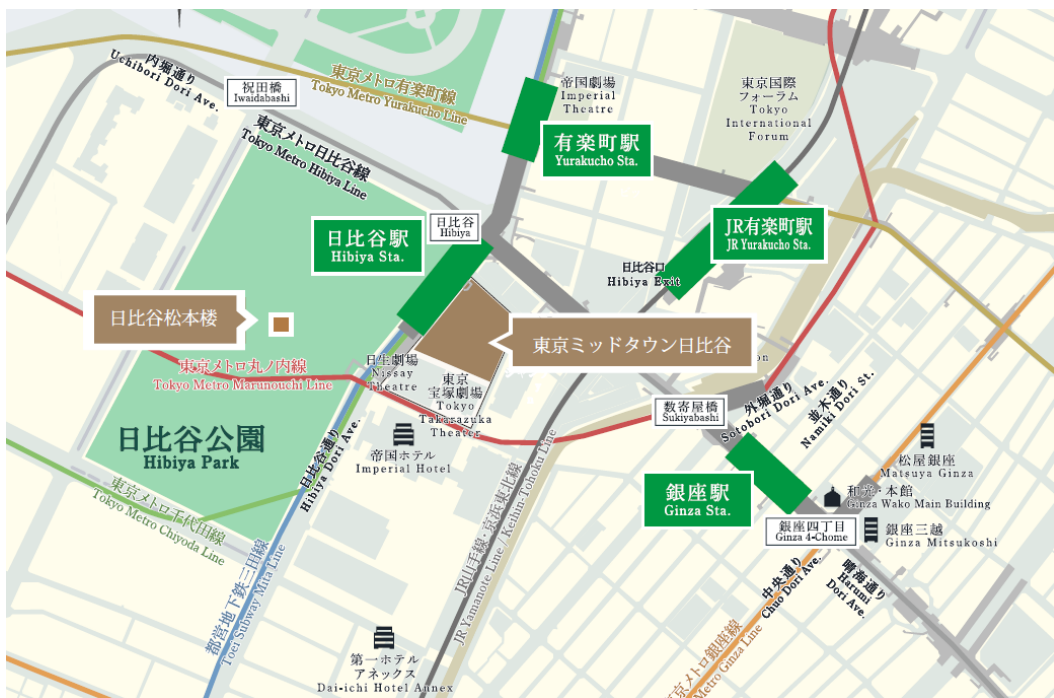 内堀通り
Uchibori Dori Ave.
祝田橋
Iwaidabashi
東京メトロ有楽町線
Tokyo Metro Yurakucho Line
帝国劇場
Imperial
Theatre
東京国際
フォーラム
Tokyo
International
Forum
東京メトロ日比谷線
Tokyo Metro Hibiya Line
有楽町駅
Yurakucho Sta.
日比谷駅
Hibiya Sta.
日比谷
Hibiya
JR有楽町駅
JR Yurakucho Sta.
日比谷口
Hibiya Exit
日比谷松本楼
東京ミッドタウン日比谷
東京メトロ丸ノ内線
Tokyo Metro Marunouchi Line
日生劇場
Nissay
Theatre
東京
宝塚劇場
Tokyo
Takarazuka
Theater
数寄屋橋
Sukiyabashi
外堀通り
Sotobori Dori Ave.
並木通り
Namiki Dori St.
日比谷公園
Hibiya Park
日比谷通り
Hibiya Dori Ave.
帝国ホテル
Imperial Hotel
松屋銀座
Matsuya Ginza
銀座駅
Ginza Sta.
和光・本館
Ginza Wako Main Building
銀座四丁目
Ginza 4-Chome
銀座三越
Ginza Mitsukoshi
東京メトロ千代田線
Tokyo Metro Chiyoda Line
都営地下鉄三田線
Toei Subway Mita Line
JR山手線・京浜東北線
JR Yamanote Line / Keihin-Tohoku Line
中央通り
Chuo Dori Ave.
晴海通り
Harumi
Dori Ave.
東京メトロ銀座線
Metro Ginza Line
第一ホテル
アネックス
Dai-ichi Hotel Annex